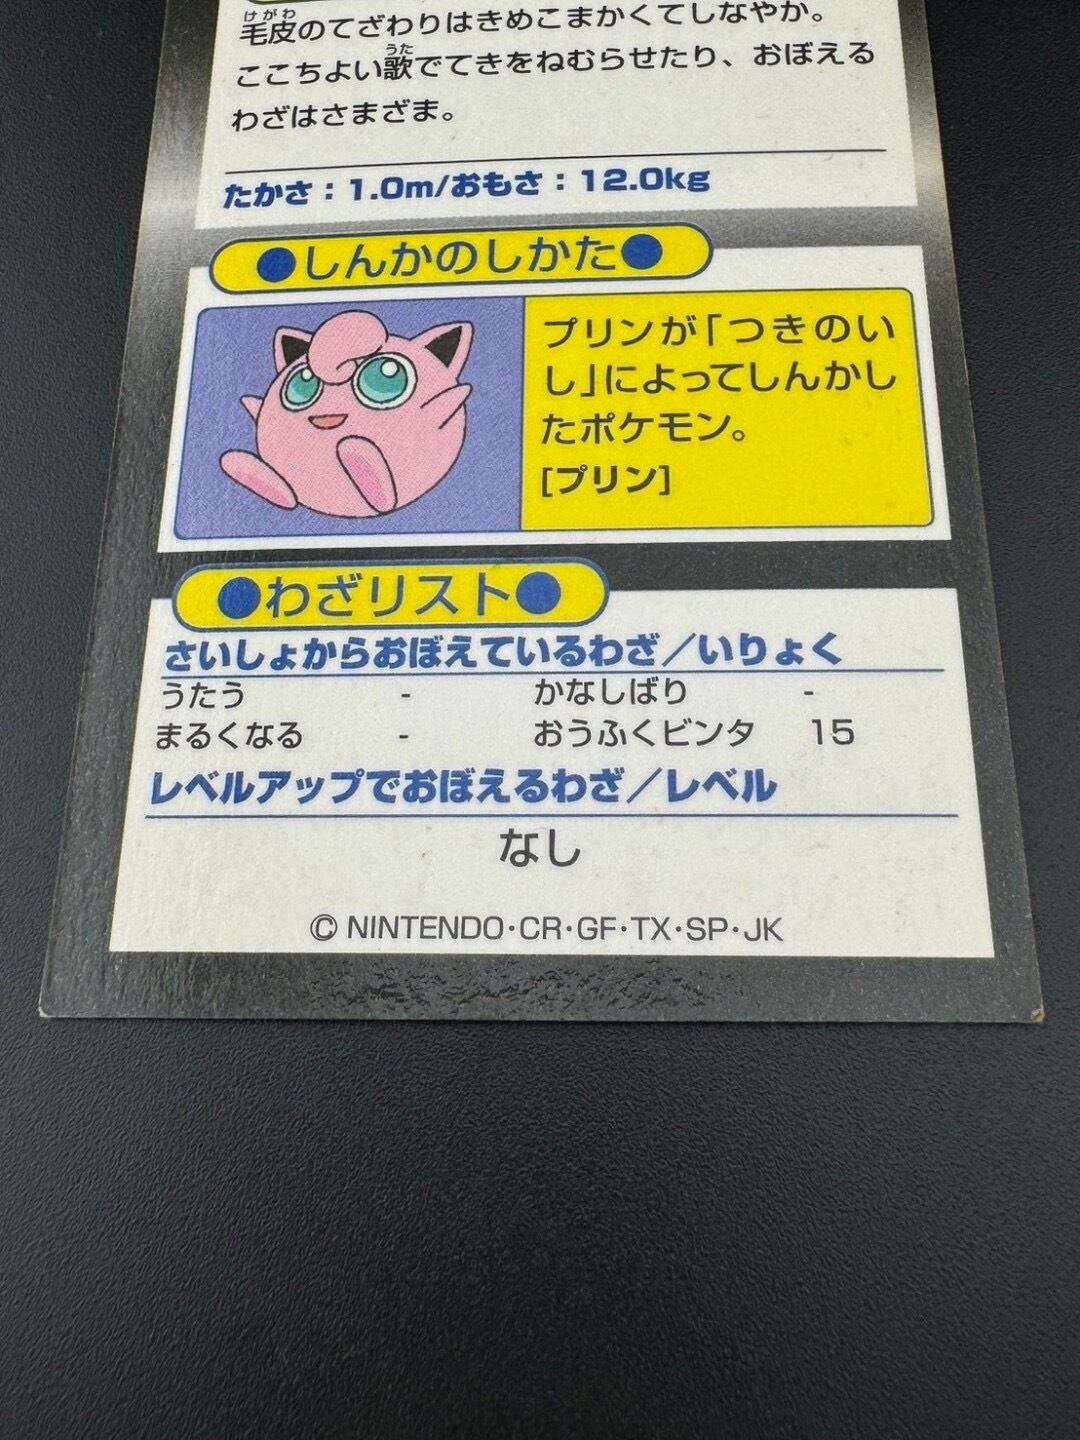 毛皮のてざわりはきめこまかくてしなやか。
ここちよい歌でてきをねむらせたり、おぼえる
わざはさまざま。
たかさ：1.0m/おもさ：12.0kg
●しんかのしかた●
プリンが「つきのい
し」によってしんかし
たポケモン。
[プリン]
●わざリスト●
さいしょからおぼえているわざ／いりょく
うたう - かなしばり -
まるくなる - おうふくビンタ 15
レベルアップでおぼえるわざ／レベル
なし
© NINTENDO・CR・GF・TX・SP・JK